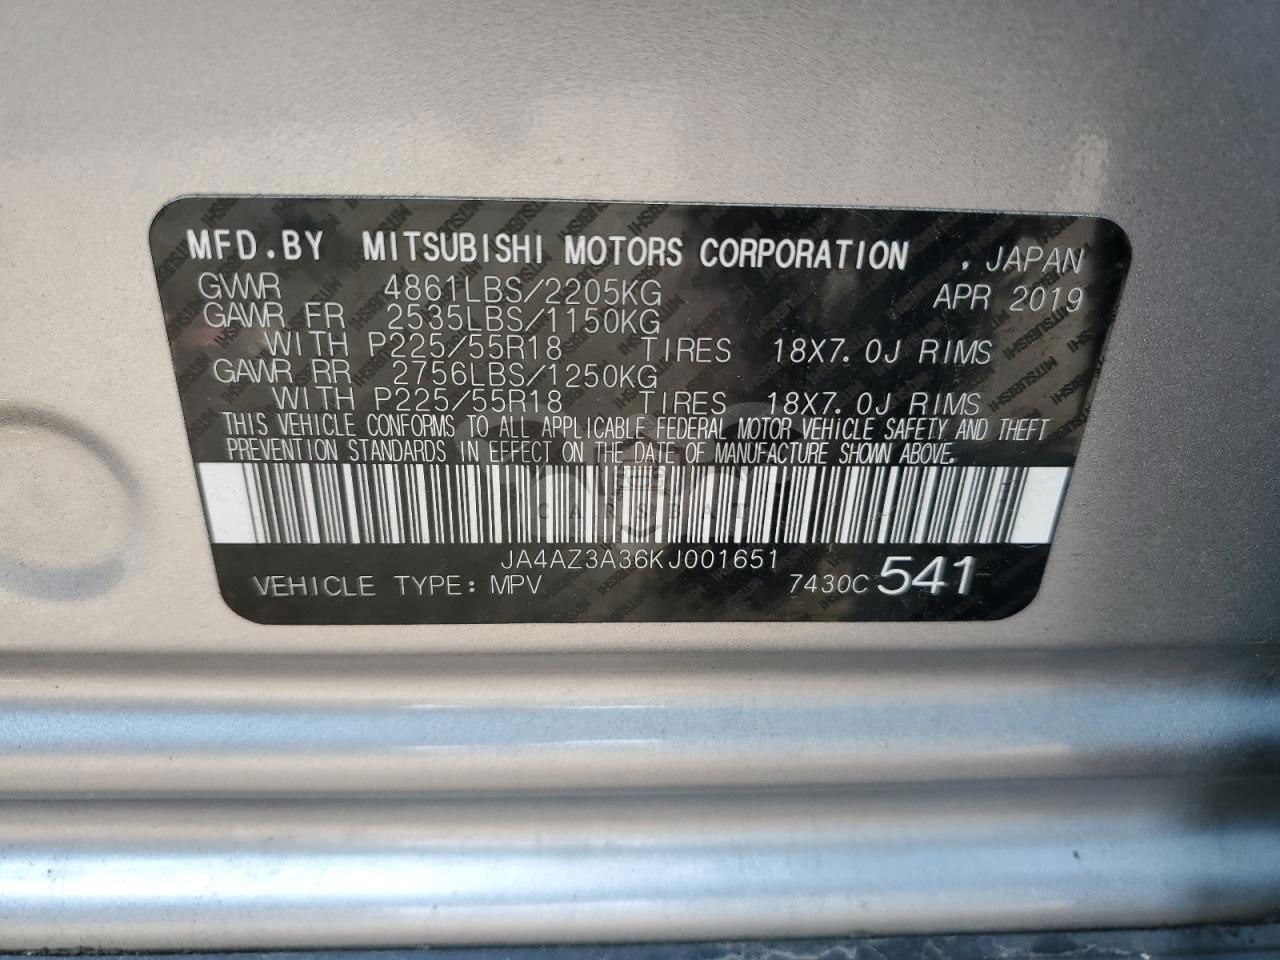 MFD.BY MITSUBISHI MOTORS CORPORATION , JAPAN
GVWR 4861LBS/2205KG APR 2019
GAWR FR 2535LBS/1150KG
WITH P225/55R18 TIRES 18X7.0J RIMS
GAWR RR 2756LBS/1250KG
WITH P225/55R18 TIRES 18X7.0J RIMS
THIS VEHICLE CONFORMS TO ALL APPLICABLE FEDERAL MOTOR VEHICLE SAFETY AND THEFT
PREVENTION STANDARDS IN EFFECT ON THE DATE OF MANUFACTURE SHOWN ABOVE.
JA4AZ3A36KJ001651
VEHICLE TYPE: MPV 7430C 541